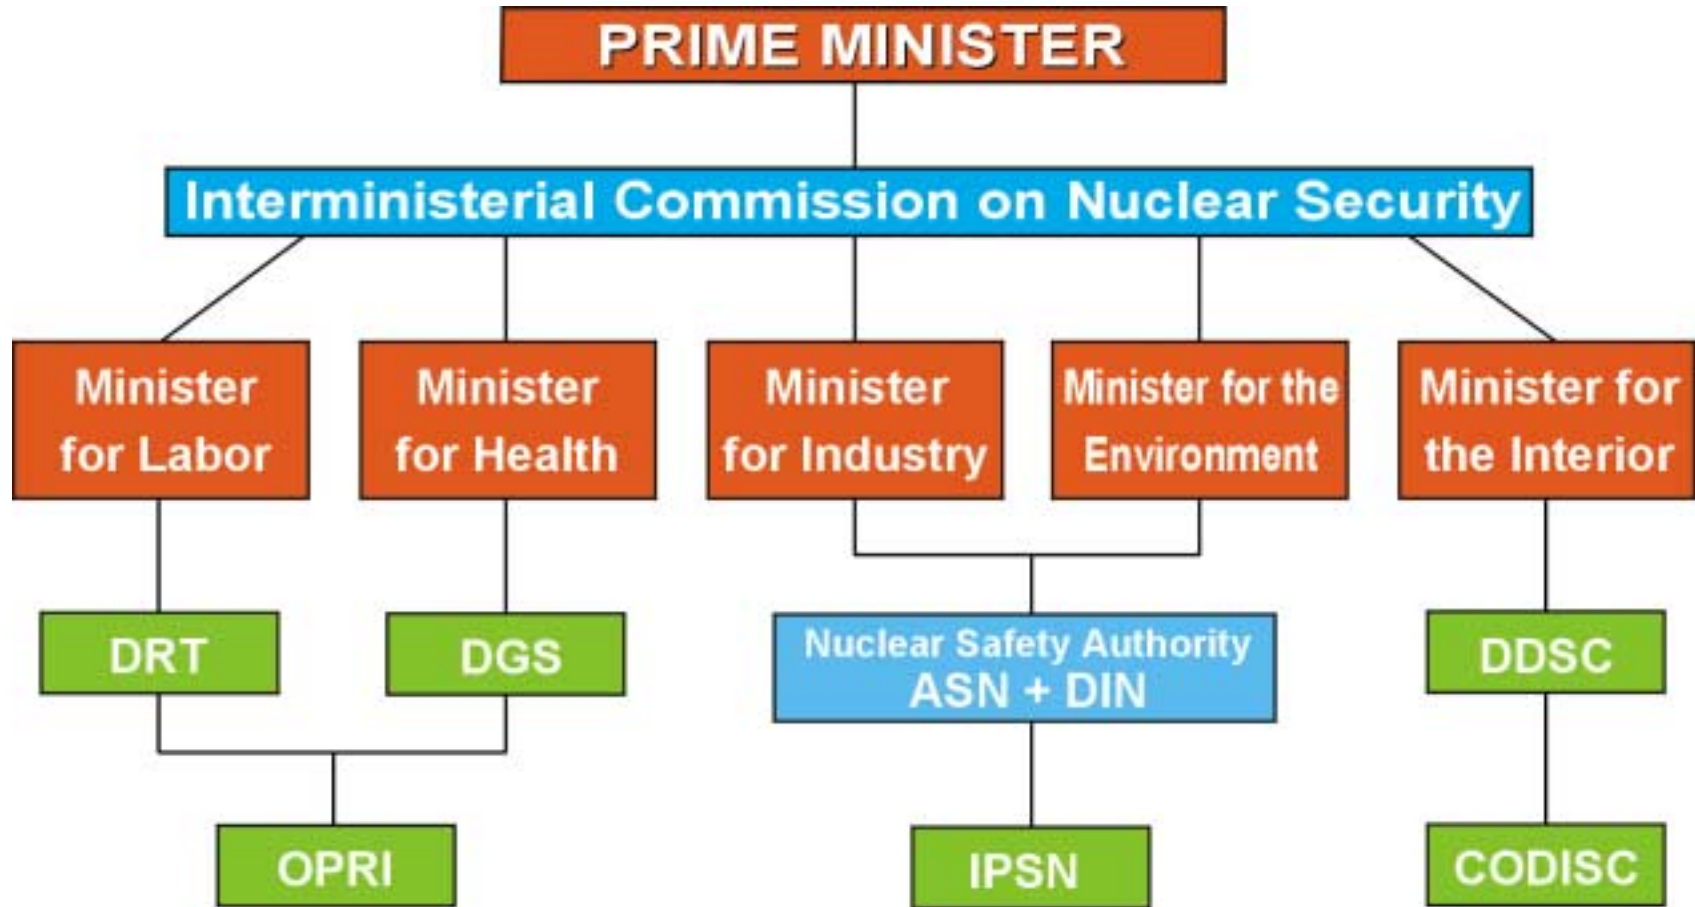 PRIME MINISTER
Interministerial Commission on Nuclear Security
Minister
for Labor
Minister
for Health
Minister
for Industry
Minister for the
Environment
Minister for
the Interior
DRT
DGS
Nuclear Safety Authority
ASN + DIN
DDSC
OPRI
IPSN
CODISC